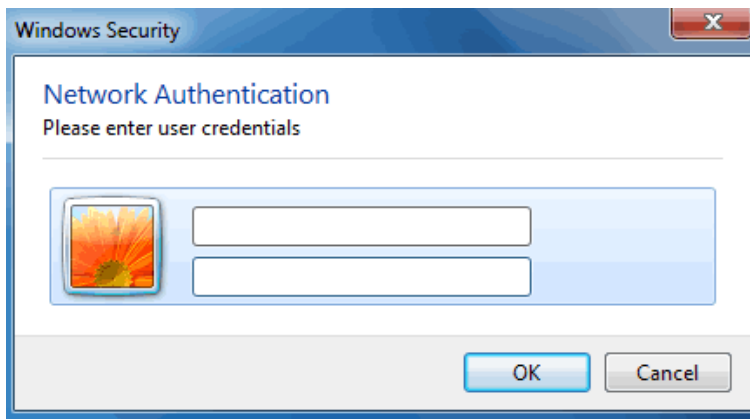 Windows Security
Network Authentication
Please enter user credentials
OK
Cancel